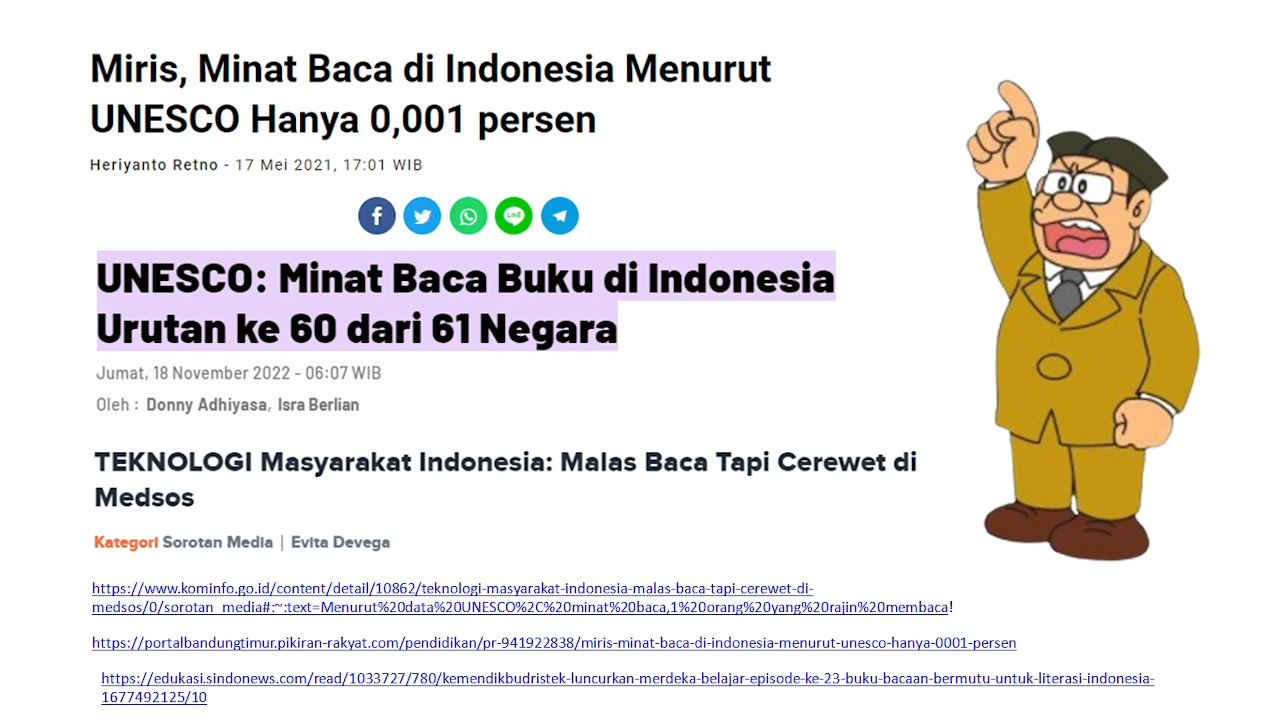 Miris, Minat Baca di Indonesia Menurut
UNESCO Hanya 0,001 persen
Heriyanto Retno - 17 Mei 2021, 17:01 WIB
LINE
UNESCO: Minat Baca Buku di Indonesia
Urutan ke 60 dari 61 Negara
Jumat, 18 November 2022 - 06:07 WIB
Oleh : Donny Adhiyasa, Isra Berlian
TEKNOLOGI Masyarakat Indonesia: Malas Baca Tapi Cerewet di
Medsos
Kategori Sorotan Media | Evita Devega
https://www.kominfo.go.id/content/detail/10862/teknologi-masyarakat-indonesia-malas-baca-tapi-cerewet-di-
medsos/0/sorotan_media#:~:text=Menurut%20data%20UNESCO%2C%20minat%20baca,1%20orang%20yang%20rajin%20membaca!
https://portalbandungtimur.pikiran-rakyat.com/pendidikan/pr-941922838/miris-minat-baca-di-indonesia-menurut-unesco-hanya-0001-persen
https://edukasi.sindonews.com/read/1033727/780/kemendikbudristek-luncurkan-merdeka-belajar-episode-ke-23-buku-bacaan-bermutu-untuk-literasi-indonesia-
1677492125/10